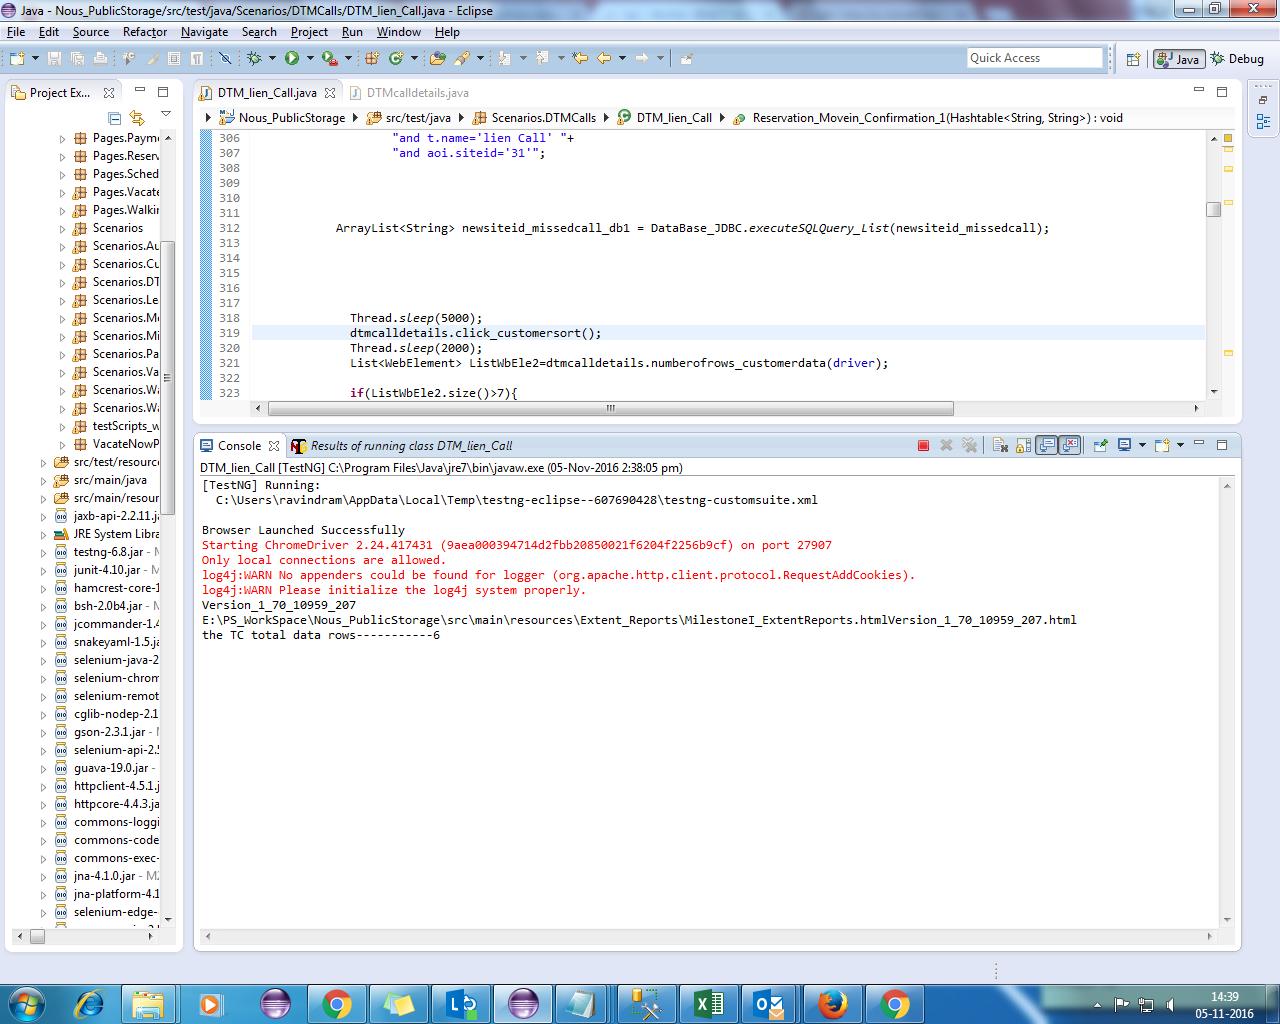 Java - Nous_PublicStorage/src/test/java/Scenarios/DTMCalls/DTM_lien_Call.java - Eclipse
File Edit Source Refactor Navigate Search Project Run Window Help
Quick Access
Java
Debug
Project Ex...
Pages.Paym
Pages.Reser
Pages.Sched
Pages.Vacate
Pages.Walkir
Scenarios
Scenarios.Au
Scenarios.Cu
Scenarios.DT
Scenarios.Le
Scenarios.Mo
Scenarios.Mi
Scenarios.Pa
Scenarios.Va
Scenarios.Wa
Scenarios.Wa
testScripts_w
VacateNowP
src/test/resourc
src/main/java
src/main/resour
jaxb-api-2.2.11.ja
JRE System Libra
testng-6.8.jar - M
junit-4.10.jar - M
hamcrest-core-1
bsh-2.0b4.jar - M
jcommander-1.4
snakeyaml-1.5.ja
selenium-java-2
selenium-chrom
selenium-remot
cglib-nodep-2.1
gson-2.3.1.jar - M
selenium-api-2.5
guava-19.0.jar -
httpclient-4.5.1.j
httpcore-4.4.3.ja
commons-loggi
commons-code
commons-exec-
jna-4.1.0.jar - M2
jna-platform-4.1
selenium-edge-
DTM_lien_Call.java
DTMcalldetails.java
Nous_PublicStorage src/test/java Scenarios.DTMCalls DTM_lien_Call Reservation_Movein_Confirmation_1(Hashtable<String, String>) : void
306 "and t.name='lien Call' "+
307 "and aoi.siteid='31'";
308
309
310
311
312 ArrayList<String> newsiteid_missedcall_db1 = DataBase_JDBC.executeSQLQuery_List(newsiteid_missedcall);
313
314
315
316
317
318 Thread.sleep(5000);
319 dtmcalldetails.click_customersort();
320 Thread.sleep(2000);
321 List<WebElement> ListWbEle2=dtmcalldetails.numberofrows_customerdata(driver);
322
323 if(ListWbEle2.size()>7){
Console
Results of running class DTM_lien_Call
DTM_lien_Call [TestNG] C:\Program Files\Java\jre7\bin\javaw.exe (05-Nov-2016 2:38:05 pm)
[TestNG] Running:
C:\Users\ravindram\AppData\Local\Temp\testng-eclipse--607690428\testng-customsuite.xml
Browser Launched Successfully
Starting ChromeDriver 2.24.417431 (9aea000394714d2fbb20850021f6204f2256b9cf) on port 27907
Only local connections are allowed.
log4j:WARN No appenders could be found for logger (org.apache.http.client.protocol.RequestAddCookies).
log4j:WARN Please initialize the log4j system properly.
Version_1_70_10959_207
E:\PS_WorkSpace\Nous_PublicStorage\src\main\resources\Extent_Reports\MilestoneI_ExtentReports.htmlVersion_1_70_10959_207.html
the TC total data rows-----------6
14:39
05-11-2016